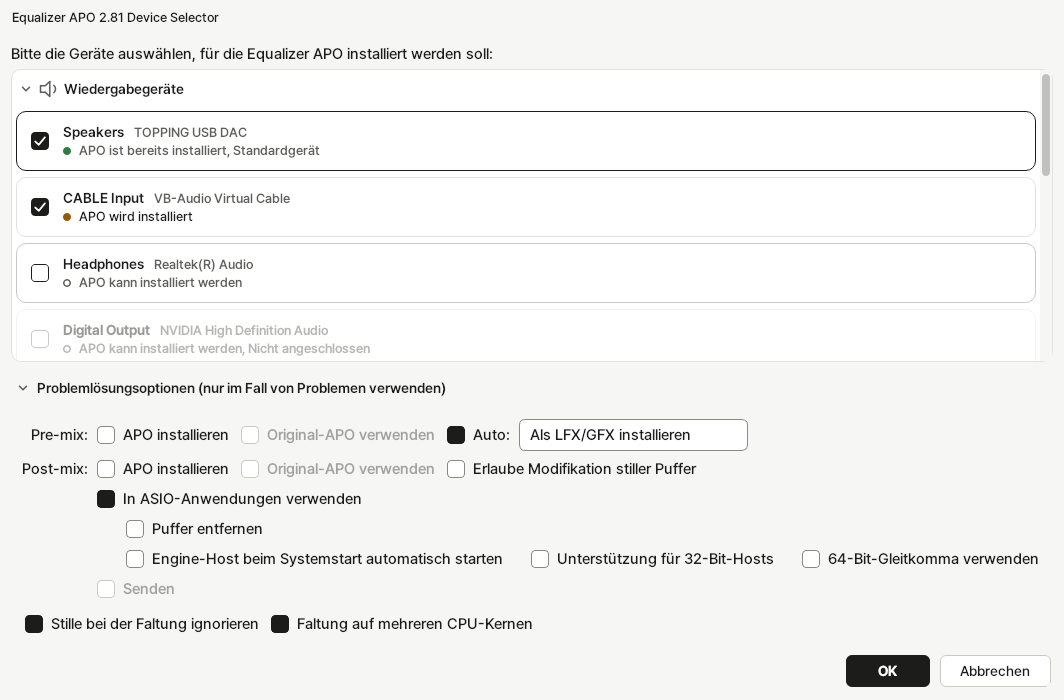 Equalizer APO 2.81 Device Selector
Bitte die Geräte auswählen, für die Equalizer APO installiert werden soll:
Wiedergabegeräte
Speakers TOPPING USB DAC
APO ist bereits installiert, Standardgerät
CABLE Input VB-Audio Virtual Cable
APO wird installiert
Headphones Realtek(R) Audio
APO kann installiert werden
Digital Output NVIDIA High Definition Audio
APO kann installiert werden, Nicht angeschlossen
Problemlösungsoptionen (nur im Fall von Problemen verwenden)
Pre-mix: APO installieren Original-APO verwenden Auto: Als LFX/GFX installieren
Post-mix: APO installieren Original-APO verwenden Erlaube Modifikation stiller Puffer
In ASIO-Anwendungen verwenden
Puffer entfernen
Engine-Host beim Systemstart automatisch starten Unterstützung für 32-Bit-Hosts 64-Bit-Gleitkomma verwenden
Senden
Stille bei der Faltung ignorieren Faltung auf mehreren CPU-Kernen
OK Abbrechen